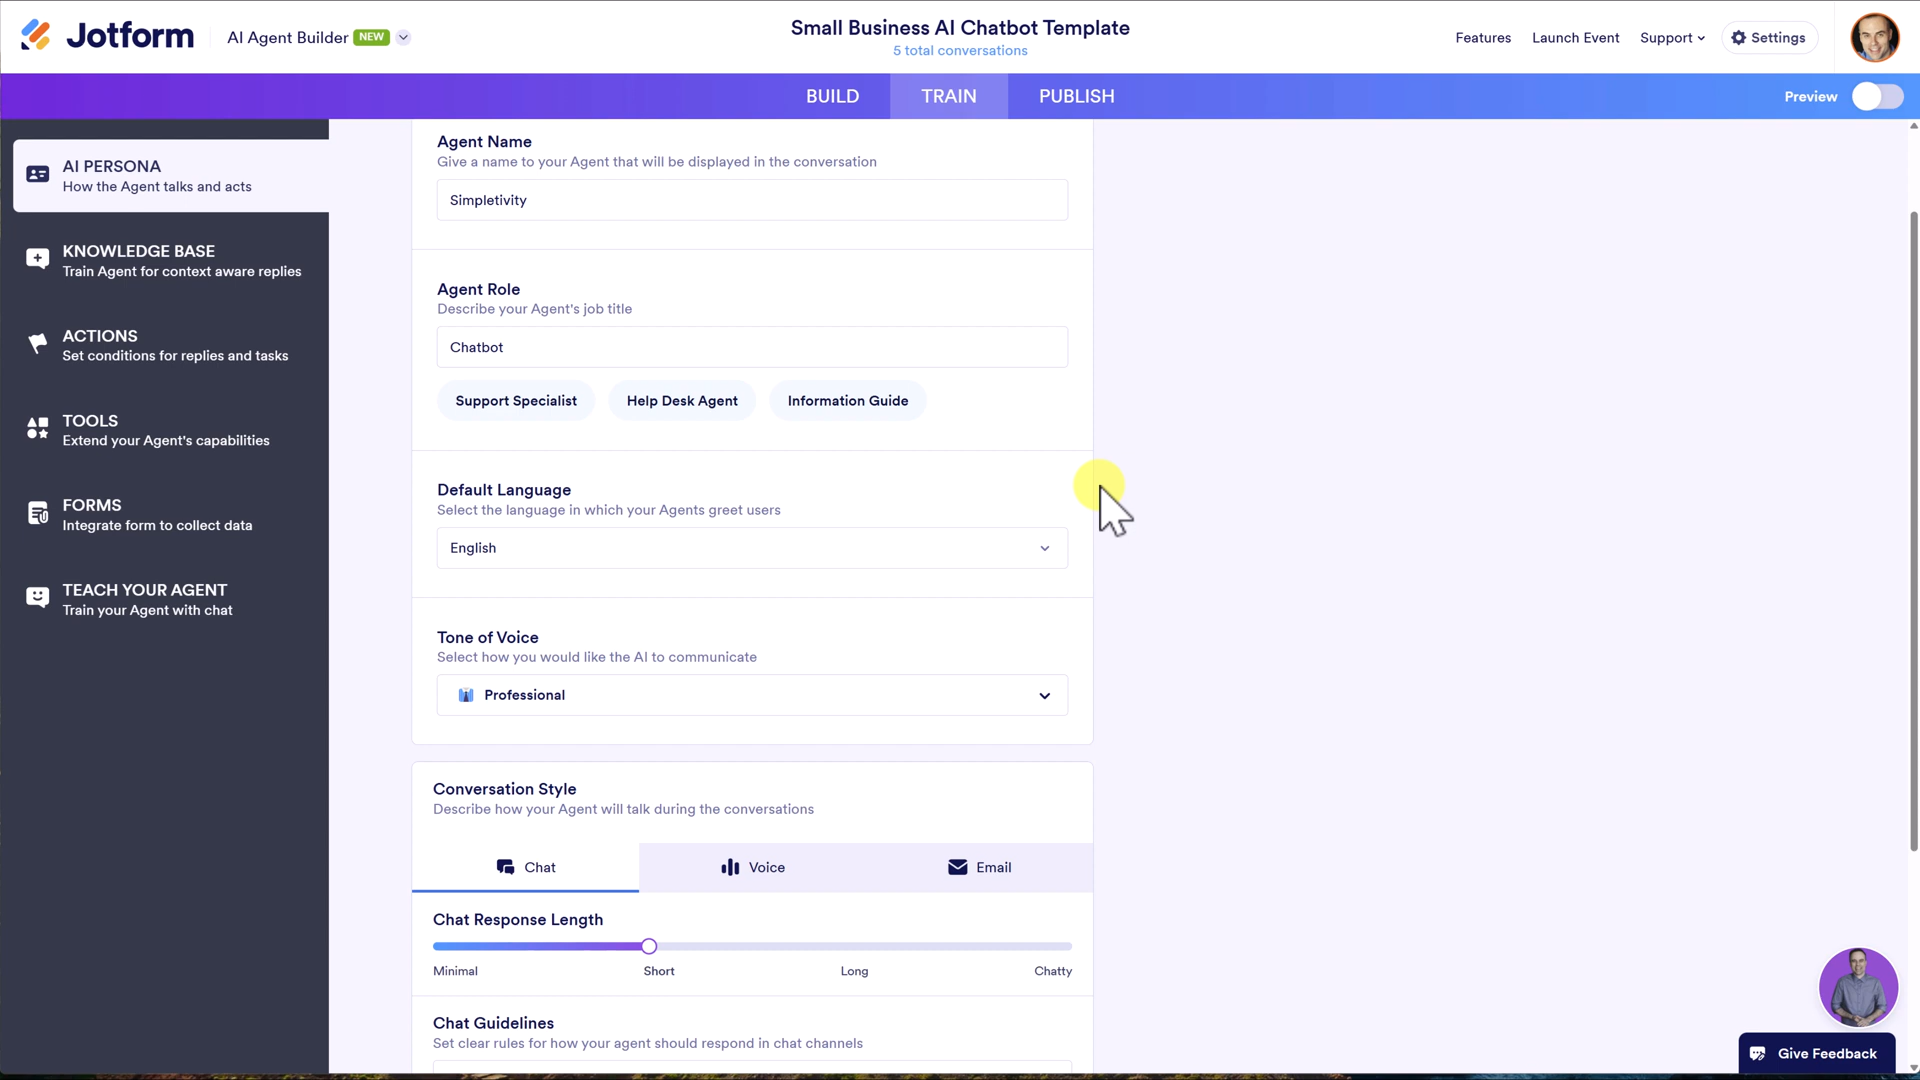 Jotform
AI Agent Builder NEW
Small Business AI Chatbot Template
5 total conversations
Features
Launch Event
Support
Settings
BUILD
TRAIN
PUBLISH
Preview
AI PERSONA
How the Agent talks and acts
KNOWLEDGE BASE
Train Agent for context aware replies
ACTIONS
Set conditions for replies and tasks
TOOLS
Extend your Agent's capabilities
FORMS
Integrate form to collect data
TEACH YOUR AGENT
Train your Agent with chat
Agent Name
Give a name to your Agent that will be displayed in the conversation
Simpletivity
Agent Role
Describe your Agent's job title
Chatbot
Support Specialist
Help Desk Agent
Information Guide
Default Language
Select the language in which your Agents greet users
English
Tone of Voice
Select how you would like the AI to communicate
Professional
Conversation Style
Describe how your Agent will talk during the conversations
Chat
Voice
Email
Chat Response Length
Minimal
Short
Long
Chatty
Chat Guidelines
Set clear rules for how your agent should respond in chat channels
Give Feedback